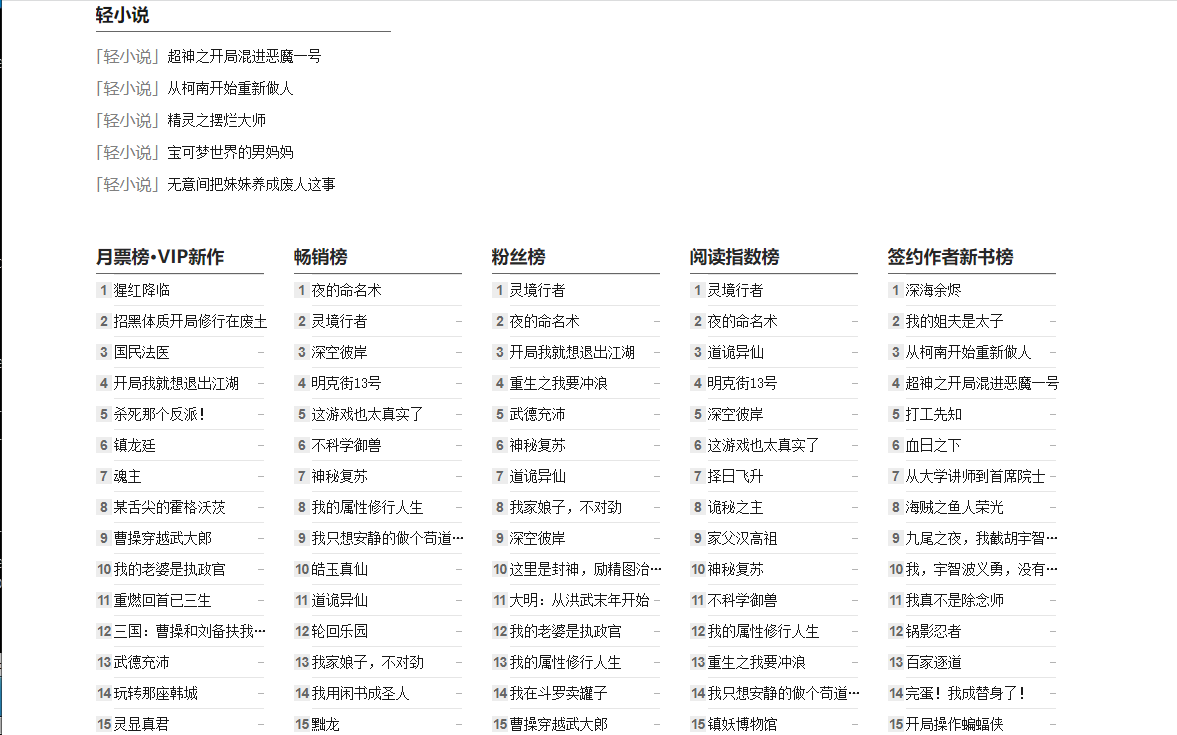 轻小说
「轻小说」超神之开局混进恶魔一号
「轻小说」从柯南开始重新做人
「轻小说」精灵之摆烂大师
「轻小说」宝可梦世界的男妈妈
「轻小说」无意间把妹妹养成废人这事
月票榜·VIP新作
1 猩红降临
2 招黑体质开局修行在废土
3 国民法医 –
4 开局我就想退出江湖 –
5 杀死那个反派! –
6 镇龙廷 –
7 魂主 –
8 某舌尖的霍格沃茨 –
9 曹操穿越武大郎 –
10 我的老婆是执政官 –
11 重燃回首已三生 –
12 三国:曹操和刘备扶我…
13 武德充沛 –
14 玩转那座韩城 –
15 灵显真君 –
畅销榜
1 夜的命名术
2 灵境行者 –
3 深空彼岸 –
4 明克街13号 –
5 这游戏也太真实了 –
6 不科学御兽 –
7 神秘复苏 –
8 我的属性修行人生 –
9 我只想安静的做个苟道…
10 皓玉真仙 –
11 道诡异仙 –
12 轮回乐园 –
13 我家娘子,不对劲 –
14 我用闲书成圣人 –
15 黜龙 –
粉丝榜
1 灵境行者
2 夜的命名术 –
3 开局我就想退出江湖 –
4 重生之我要冲浪 –
5 武德充沛 –
6 神秘复苏 –
7 道诡异仙 –
8 我家娘子,不对劲 –
9 深空彼岸 –
10 这里是封神,励精图治…
11 大明:从洪武末年开始 –
12 我的老婆是执政官 –
13 我的属性修行人生 –
14 我在斗罗卖罐子 –
15 曹操穿越武大郎 –
阅读指数榜
1 灵境行者
2 夜的命名术 –
3 道诡异仙 –
4 明克街13号 –
5 深空彼岸 –
6 这游戏也太真实了 –
7 择日飞升 –
8 诡秘之主 –
9 家父汉高祖 –
10 神秘复苏 –
11 不科学御兽 –
12 我的属性修行人生 –
13 重生之我要冲浪 –
14 我只想安静的做个苟道…
15 镇妖博物馆 –
签约作者新书榜
1 深海余烬
2 我的姐夫是太子 –
3 从柯南开始重新做人 –
4 超神之开局混进恶魔一号
5 打工先知 –
6 血日之下 –
7 从大学讲师到首席院士 –
8 海贼之鱼人荣光 –
9 九尾之夜,我截胡宇智…
10 我,宇智波义勇,没有…
11 我真不是除念师 –
12 锅影忍者 –
13 百家逐道 –
14 完蛋!我成替身了! –
15 开局操作蝙蝠侠 –